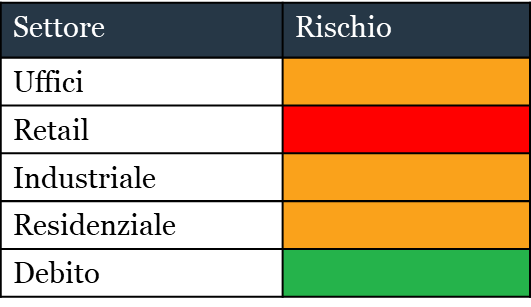 Settore Rischio
Uffici
Retail
Industriale
Residenziale
Debito